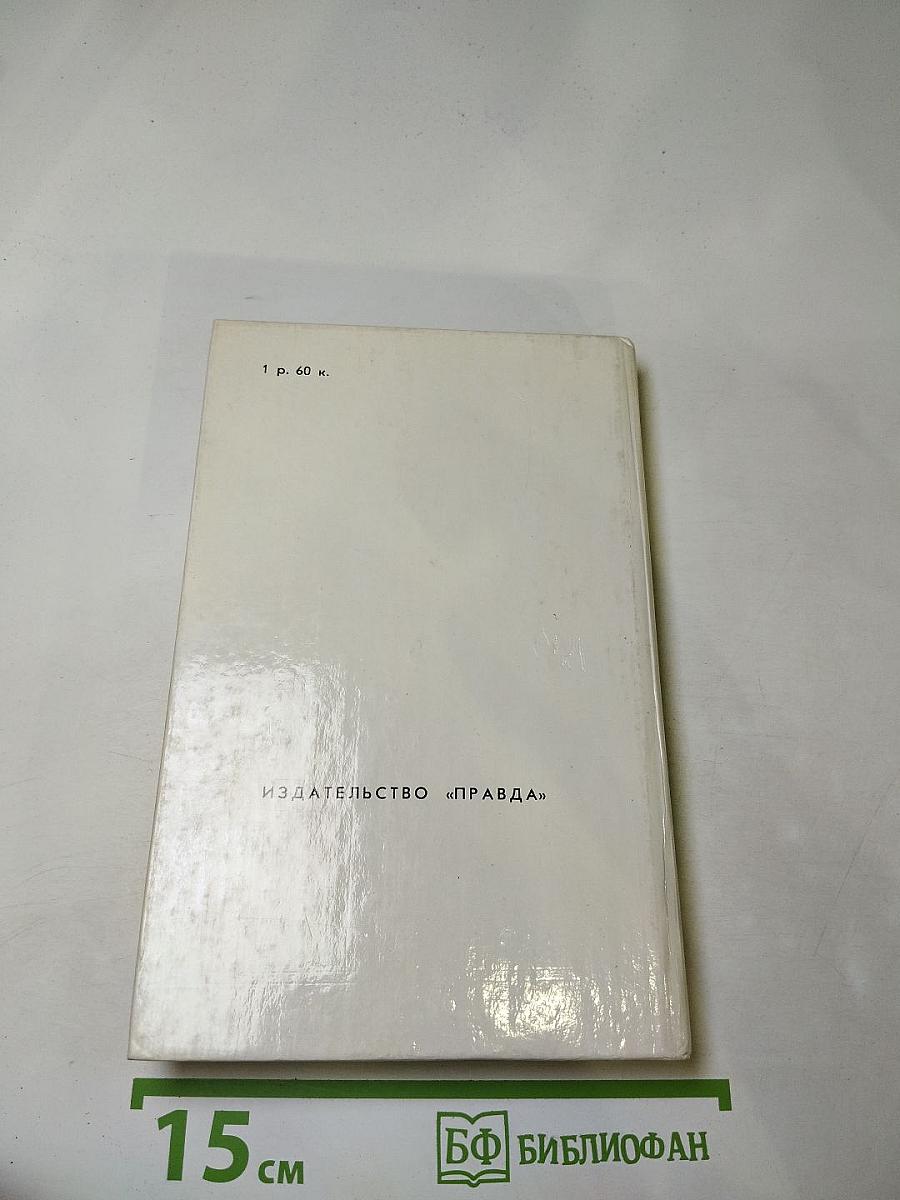 1 р. 60 к.
ИЗДАТЕЛЬСТВО «ПРАВДА»
15 см
БФ БИБЛИОФАН